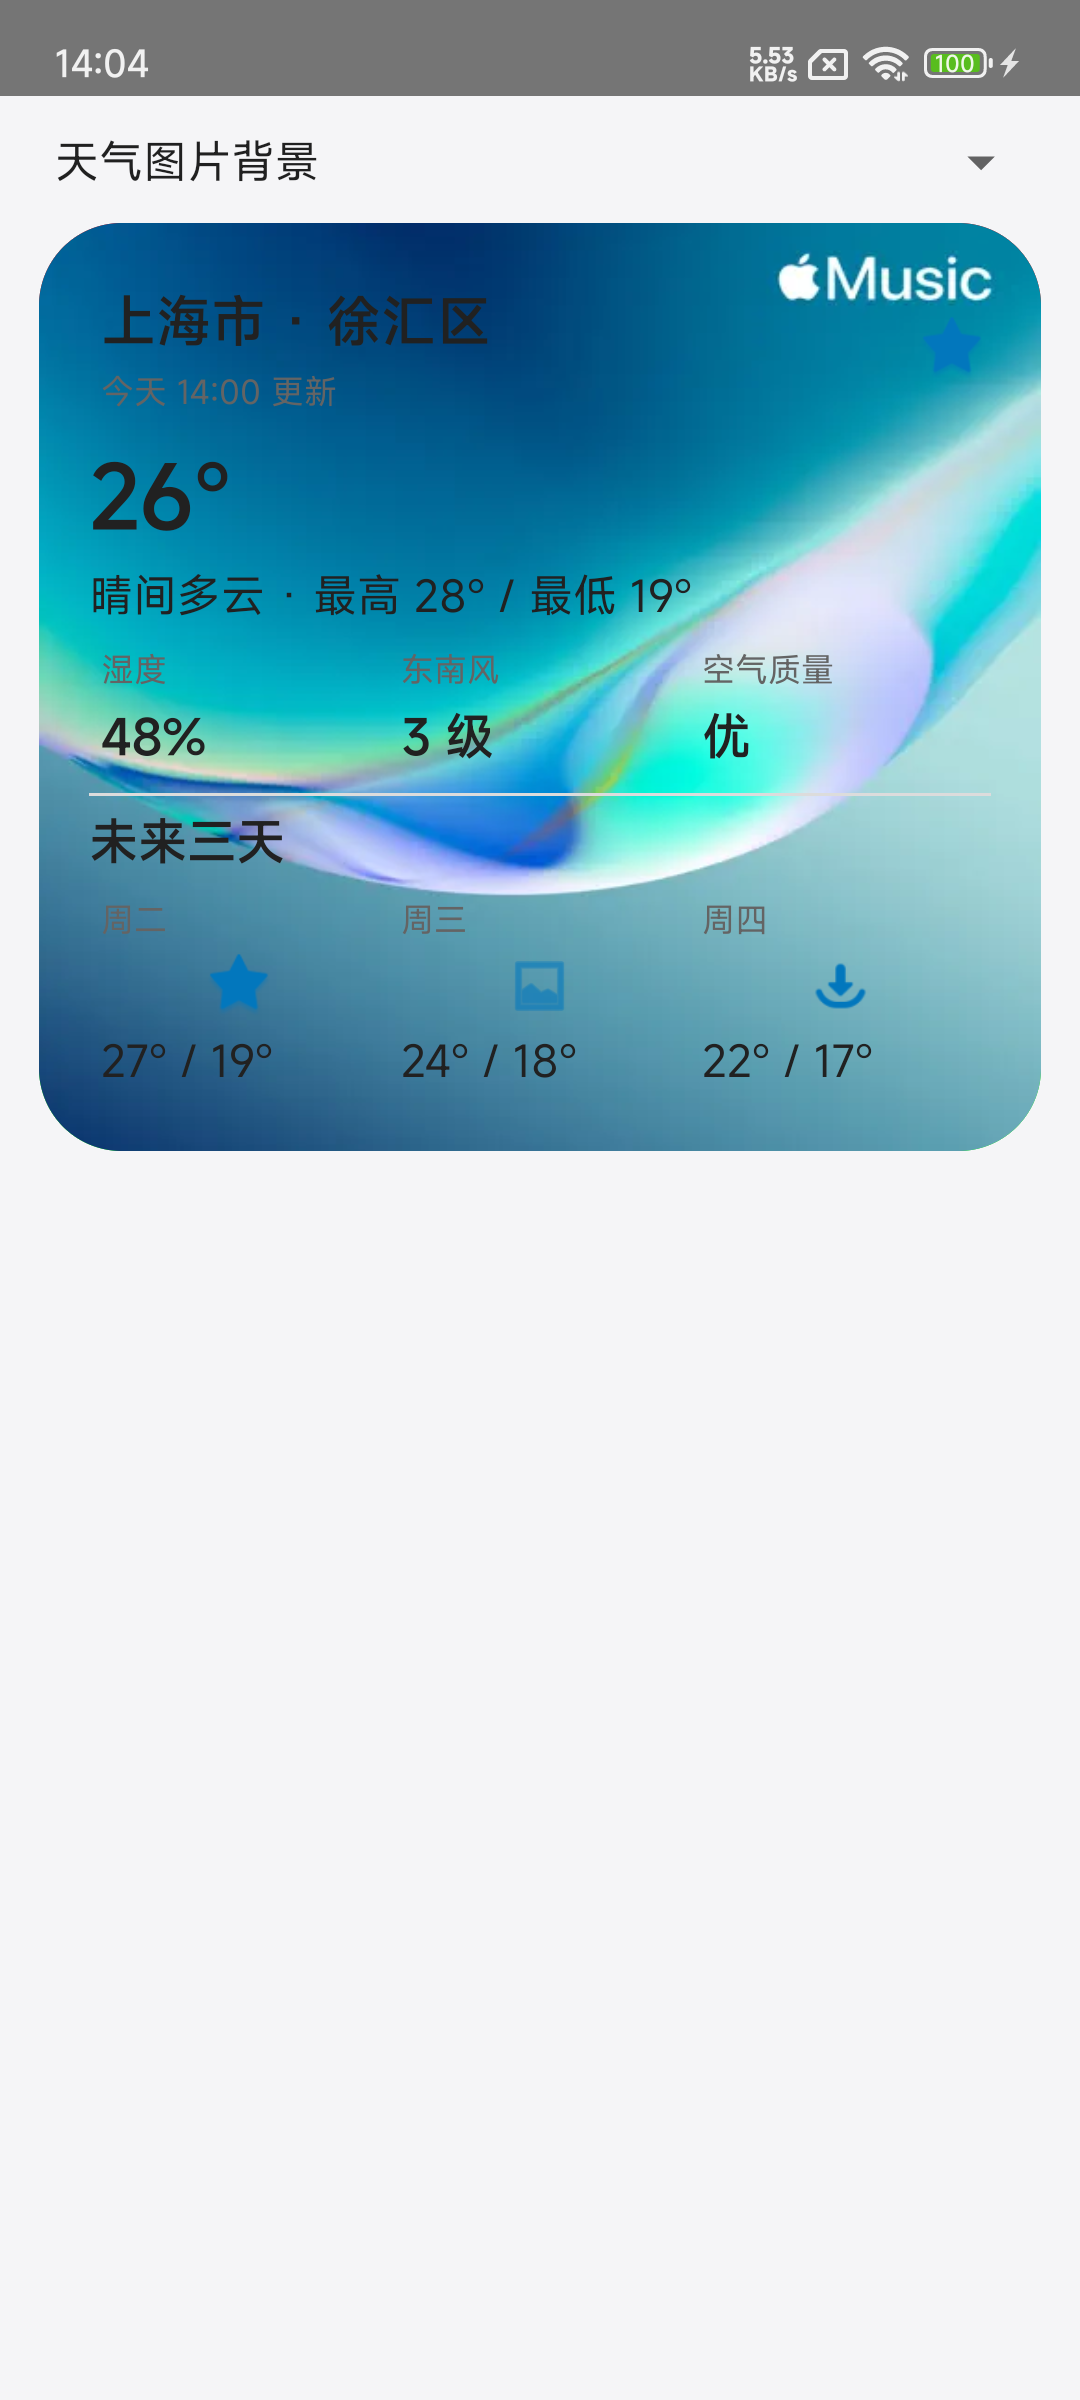 14:04
5.53
KB/s
100
天气图片背景
Music
上海市 · 徐汇区
今天 14:00 更新
26°
晴间多云 · 最高 28° / 最低 19°
湿度 东南风 空气质量
48% 3 级 优
未来三天
周二 周三 周四
27° / 19° 24° / 18° 22° / 17°